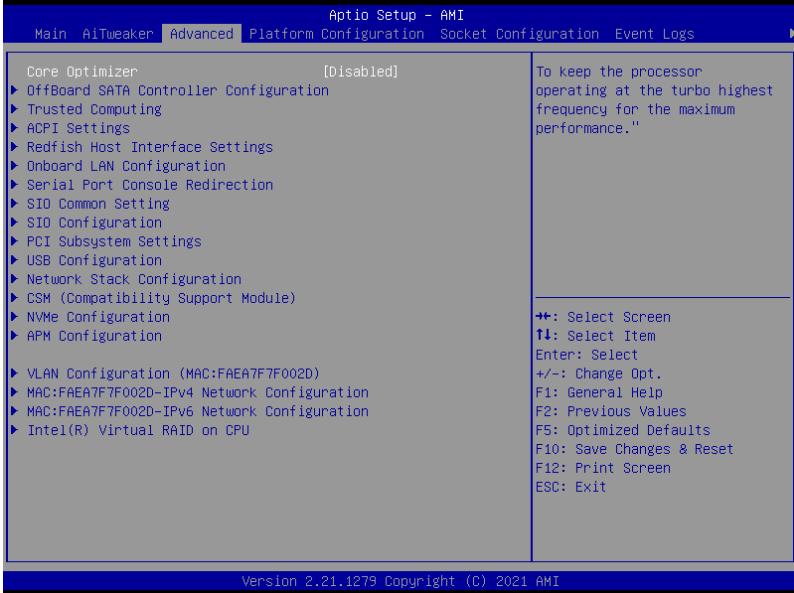 Aptio Setup – AMI
Main AiTweaker Advanced Platform Configuration Socket Configuration Event Logs
Core Optimizer [Disabled]
OffBoard SATA Controller Configuration
Trusted Computing
ACPI Settings
Redfish Host Interface Settings
Onboard LAN Configuration
Serial Port Console Redirection
SIO Common Setting
SIO Configuration
PCI Subsystem Settings
USB Configuration
Network Stack Configuration
CSM (Compatibility Support Module)
NVMe Configuration
APM Configuration
VLAN Configuration (MAC:FAEA7F7F002D)
MAC:FAEA7F7F002D-IPv4 Network Configuration
MAC:FAEA7F7F002D-IPv6 Network Configuration
Intel(R) Virtual RAID on CPU
To keep the processor
operating at the turbo highest
frequency for the maximum
performance."
→←: Select Screen
↑↓: Select Item
Enter: Select
+/-: Change Opt.
F1: General Help
F2: Previous Values
F5: Optimized Defaults
F10: Save Changes & Reset
F12: Print Screen
ESC: Exit
Version 2.21.1279 Copyright (C) 2021 AMI